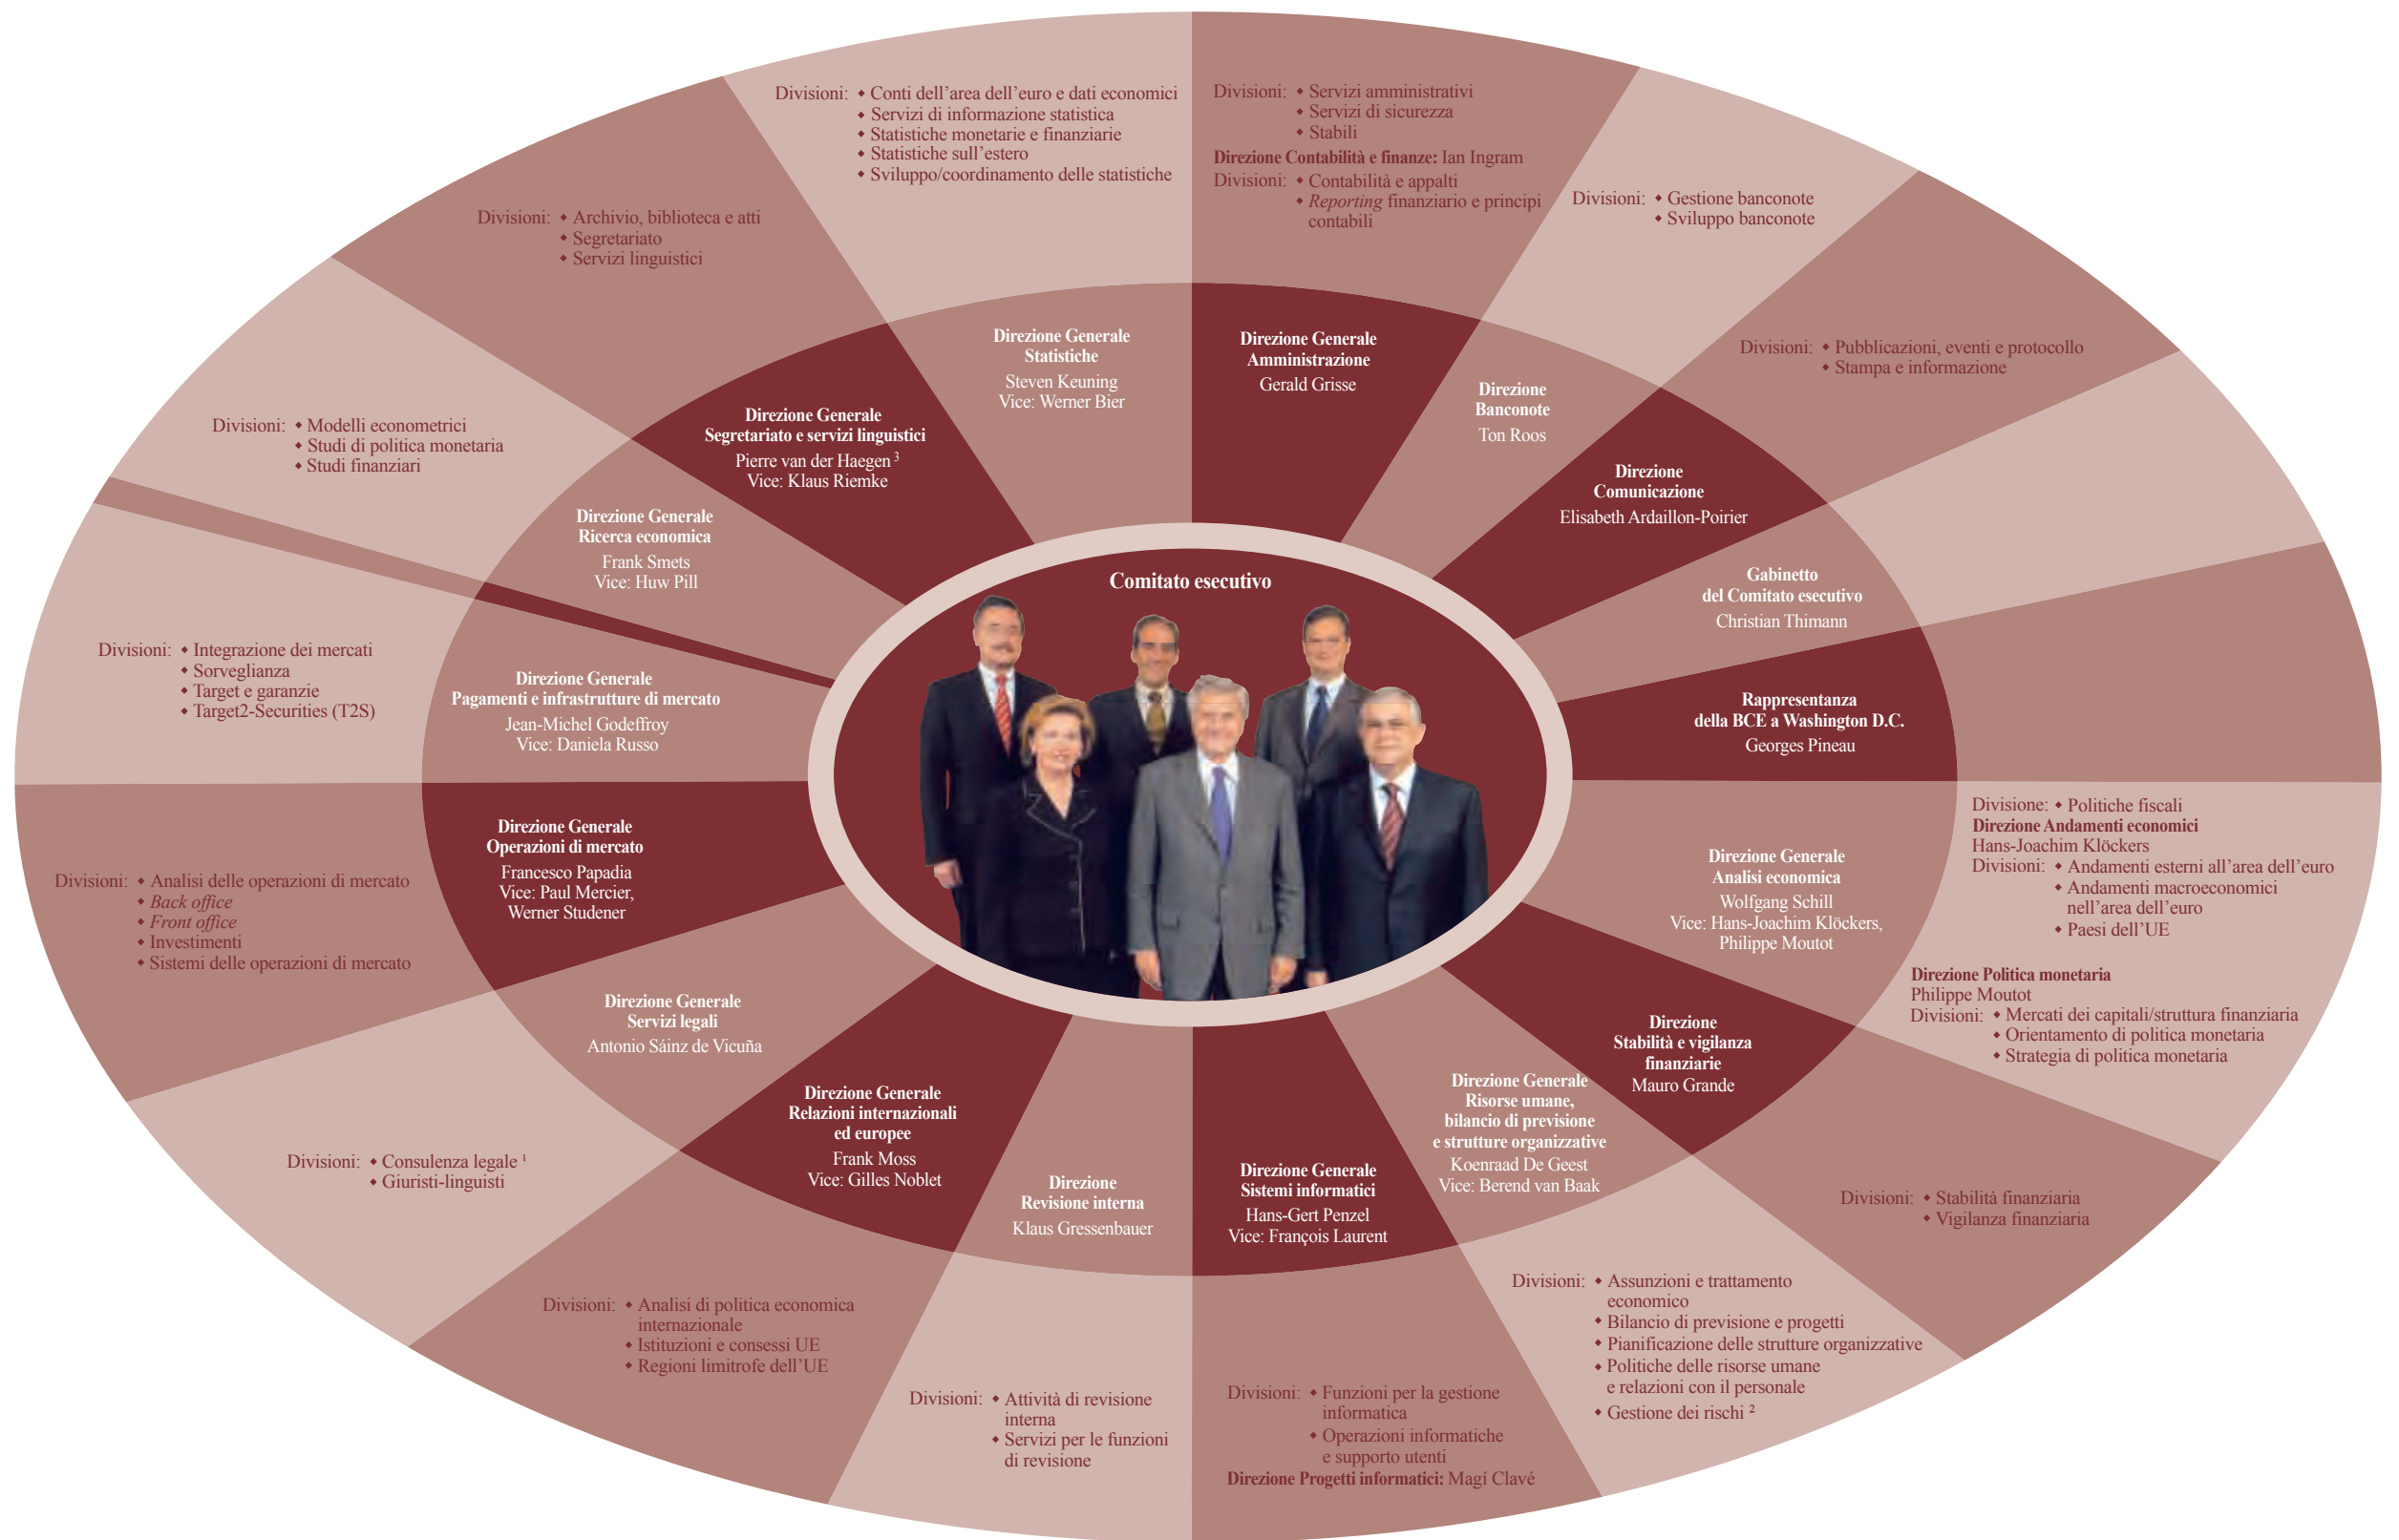 Comitato esecutivo
Direzione Generale
Amministrazione
Gerald Grisse
Divisioni: ◆ Servizi amministrativi
◆ Servizi di sicurezza
◆ Stabili
Direzione Contabilità e finanze: Ian Ingram
Divisioni: ◆ Contabilità e appalti
◆ Reporting finanziario e principi
contabili
Direzione
Banconote
Ton Roos
Divisioni: ◆ Gestione banconote
◆ Sviluppo banconote
Direzione
Comunicazione
Elisabeth Ardaillon-Poirier
Divisioni: ◆ Pubblicazioni, eventi e protocollo
◆ Stampa e informazione
Gabinetto
del Comitato esecutivo
Christian Thimann
Rappresentanza
della BCE a Washington D.C.
Georges Pineau
Direzione Generale
Analisi economica
Wolfgang Schill
Vice: Hans-Joachim Klöckers,
Philippe Moutot
Divisione: ◆ Politiche fiscali
Direzione Andamenti economici
Hans-Joachim Klöckers
Divisioni: ◆ Andamenti esterni all'area dell'euro
◆ Andamenti macroeconomici
nell'area dell'euro
◆ Paesi dell'UE
Direzione Politica monetaria
Philippe Moutot
Divisioni: ◆ Mercati dei capitali/struttura finanziaria
◆ Orientamento di politica monetaria
◆ Strategia di politica monetaria
Direzione
Stabilità e vigilanza
finanziarie
Mauro Grande
Divisioni: ◆ Stabilità finanziaria
◆ Vigilanza finanziaria
Direzione Generale
Risorse umane,
bilancio di previsione
e strutture organizzative
Koenraad De Geest
Vice: Berend van Baak
Divisioni: ◆ Assunzioni e trattamento
economico
◆ Bilancio di previsione e progetti
◆ Pianificazione delle strutture organizzative
◆ Politiche delle risorse umane
e relazioni con il personale
◆ Gestione dei rischi ²
Direzione Generale
Sistemi informatici
Hans-Gert Penzel
Vice: François Laurent
Divisioni: ◆ Funzioni per la gestione
informatica
◆ Operazioni informatiche
e supporto utenti
Direzione Progetti informatici: Magí Clavé
Direzione
Revisione interna
Klaus Gressenbauer
Divisioni: ◆ Attività di revisione
interna
◆ Servizi per le funzioni
di revisione
Direzione Generale
Relazioni internazionali
ed europee
Frank Moss
Vice: Gilles Noblet
Divisioni: ◆ Analisi di politica economica
internazionale
◆ Istituzioni e consessi UE
◆ Regioni limitrofe dell'UE
Direzione Generale
Servizi legali
Antonio Sáinz de Vicuña
Divisioni: ◆ Consulenza legale ¹
◆ Giuristi-linguisti
Direzione Generale
Operazioni di mercato
Francesco Papadia
Vice: Paul Mercier,
Werner Studener
Divisioni: ◆ Analisi delle operazioni di mercato
◆ Back office
◆ Front office
◆ Investimenti
◆ Sistemi delle operazioni di mercato
Direzione Generale
Pagamenti e infrastrutture di mercato
Jean-Michel Godeffroy
Vice: Daniela Russo
Divisioni: ◆ Integrazione dei mercati
◆ Sorveglianza
◆ Target e garanzie
◆ Target2-Securities (T2S)
Direzione Generale
Ricerca economica
Frank Smets
Vice: Huw Pill
Divisioni: ◆ Modelli econometrici
◆ Studi di politica monetaria
◆ Studi finanziari
Direzione Generale
Segretariato e servizi linguistici
Pierre van der Haegen ³
Vice: Klaus Riemke
Divisioni: ◆ Archivio, biblioteca e atti
◆ Segretariato
◆ Servizi linguistici
Direzione Generale
Statistiche
Steven Keuning
Vice: Werner Bier
Divisioni: ◆ Conti dell'area dell'euro e dati economici
◆ Servizi di informazione statistica
◆ Statistiche monetarie e finanziarie
◆ Statistiche sull'estero
◆ Sviluppo/coordinamento delle statistiche